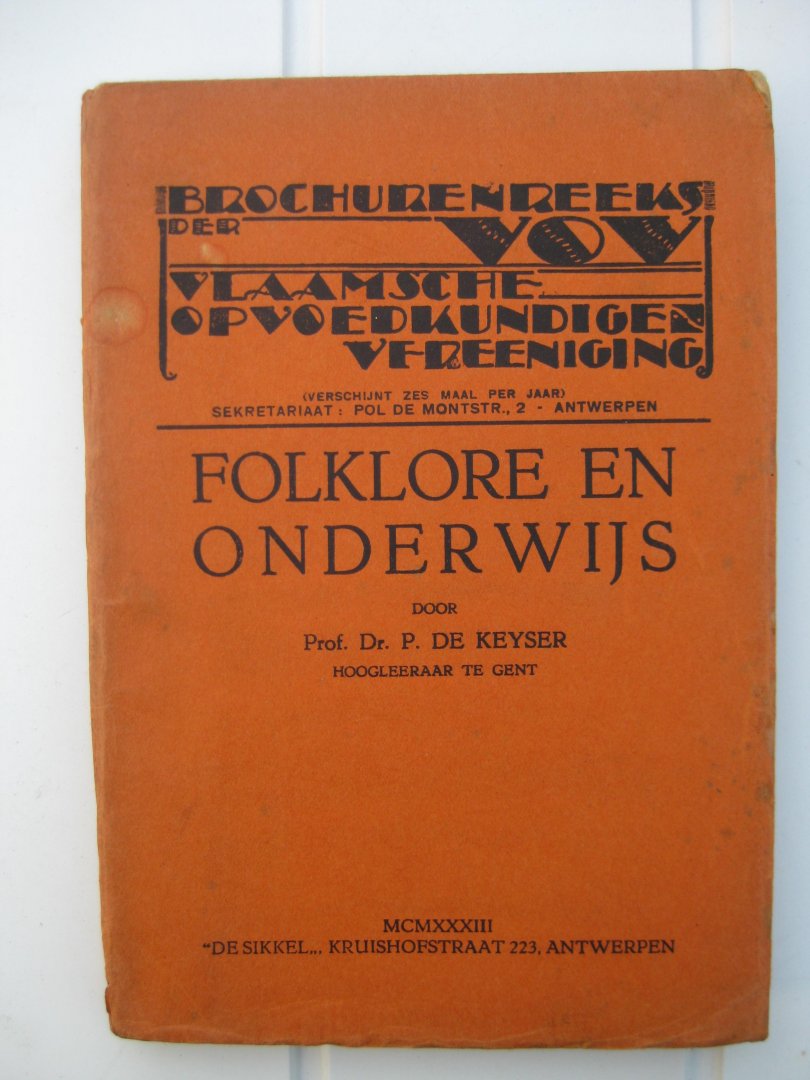 BROCHURENREEKS
DER VOV
VLAAMSCHE
OPVOEDKUNDIGE
VEREENIGING
(VERSCHIJNT ZES MAAL PER JAAR)
SEKRETARIAAT : POL DE MONTSTR., 2 - ANTWERPEN
FOLKLORE EN
ONDERWIJS
DOOR
Prof. Dr. P. DE KEYSER
HOOGLEERAAR TE GENT
MCMXXXIII
"DE SIKKEL„, KRUISHOFSTRAAT 223, ANTWERPEN